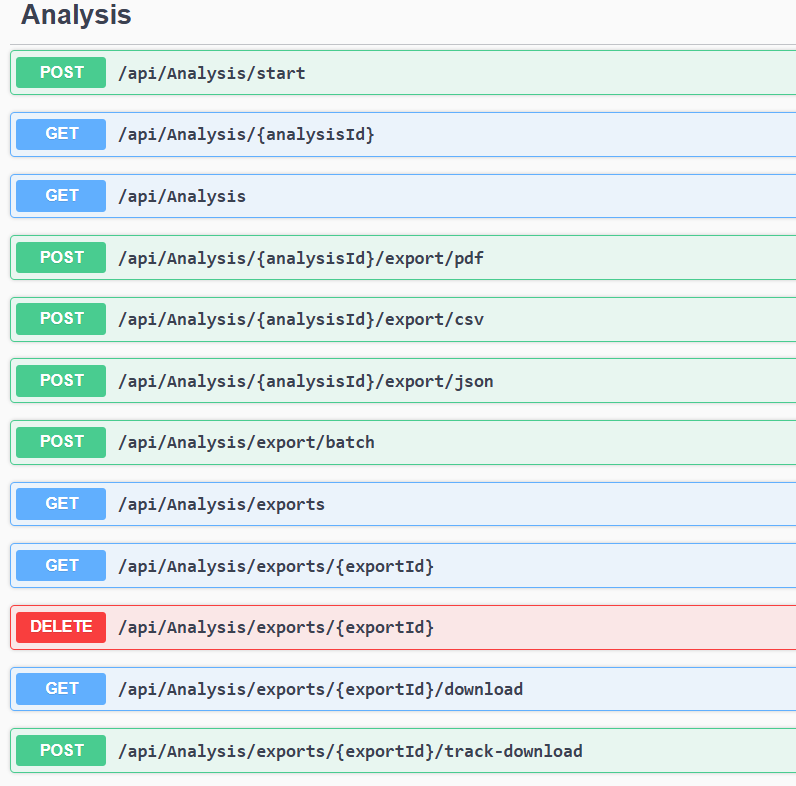 Analysis
POST /api/Analysis/start
GET /api/Analysis/{analysisId}
GET /api/Analysis
POST /api/Analysis/{analysisId}/export/pdf
POST /api/Analysis/{analysisId}/export/csv
POST /api/Analysis/{analysisId}/export/json
POST /api/Analysis/export/batch
GET /api/Analysis/exports
GET /api/Analysis/exports/{exportId}
DELETE /api/Analysis/exports/{exportId}
GET /api/Analysis/exports/{exportId}/download
POST /api/Analysis/exports/{exportId}/track-download